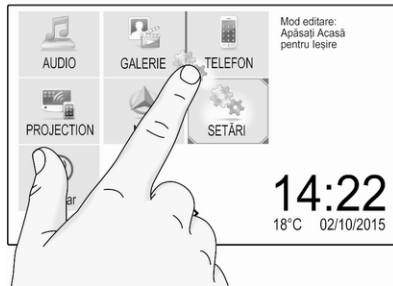 AUDIO
GALERIE
TELEFON
Mod editare:
Apăsați Acasă
pentru Ieșire
PROJECTION
SETĂRI
14:22
18°C 02/10/2015